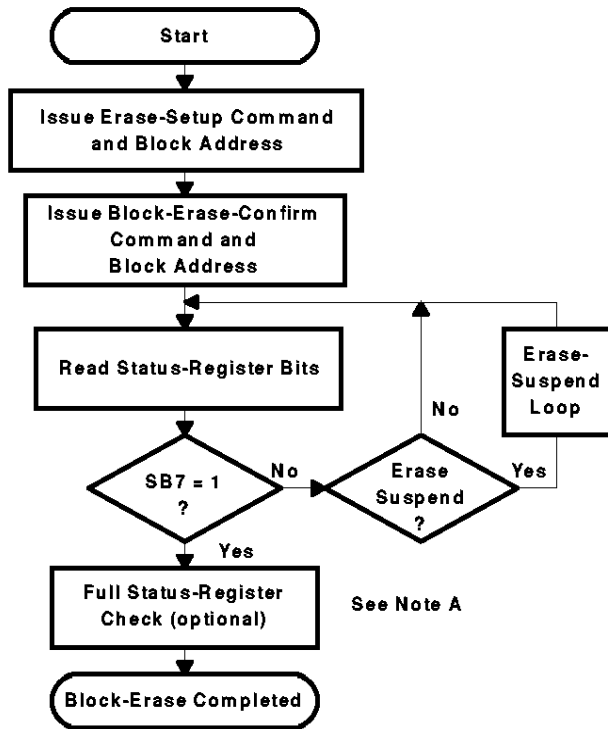 Start
Issue Erase-Setup Command
and Block Address
Issue Block-Erase-Confirm
Command and
Block Address
Read Status-Register Bits
Erase-
Suspend
Loop
No
SB7 = 1
?
No
Erase
Suspend
?
Yes
Yes
Full Status-Register
Check (optional)
See Note A
Block-Erase Completed